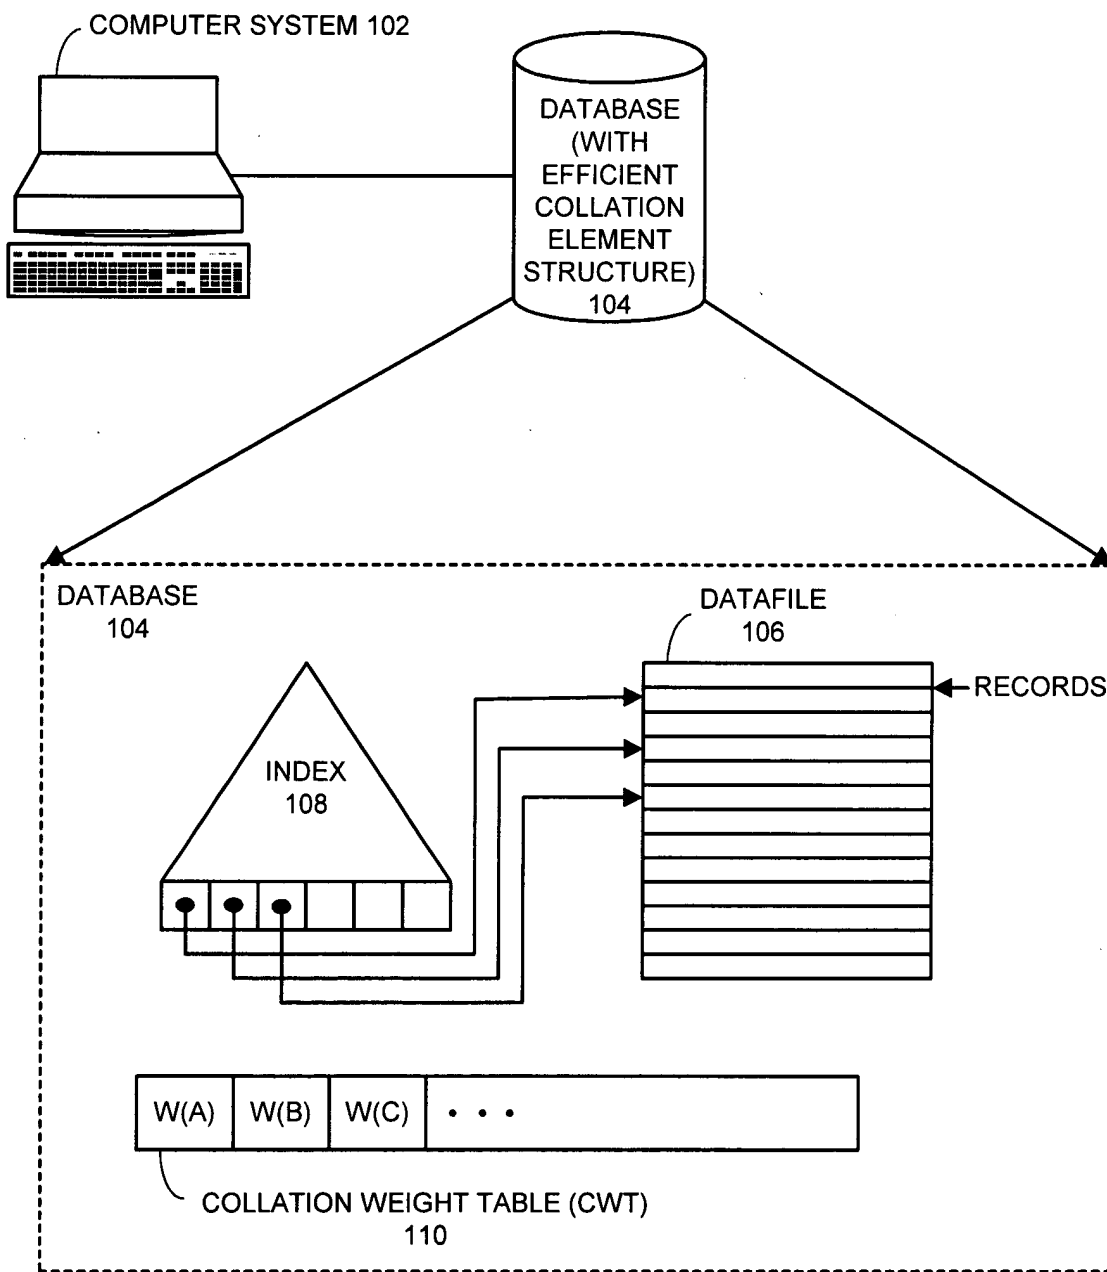 COMPUTER SYSTEM 102
DATABASE
(WITH
EFFICIENT
COLLATION
ELEMENT
STRUCTURE)
104
DATABASE
104
DATAFILE
106
RECORDS
INDEX
108
W(A)
W(B)
W(C)
• • •
COLLATION WEIGHT TABLE (CWT)
110